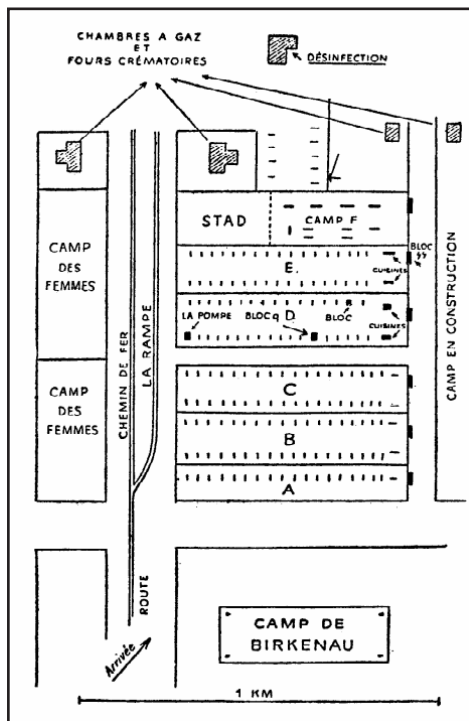 CHAMBRES A GAZ
ET
FOURS CRÉMATOIRES
DÉSINFECTION
STAD
CAMP F
CAMP
DES
FEMMES
E.
BLOC
CUISINES
LA POMPE
BLOC 9
D.
BLOC
CUISINES
CHEMIN DE FER
LA RAMPE
CAMP EN CONSTRUCTION
CAMP
DES
FEMMES
C
B
A
ROUTE
Arrivée
CAMP DE
BIRKENAU
1 KM